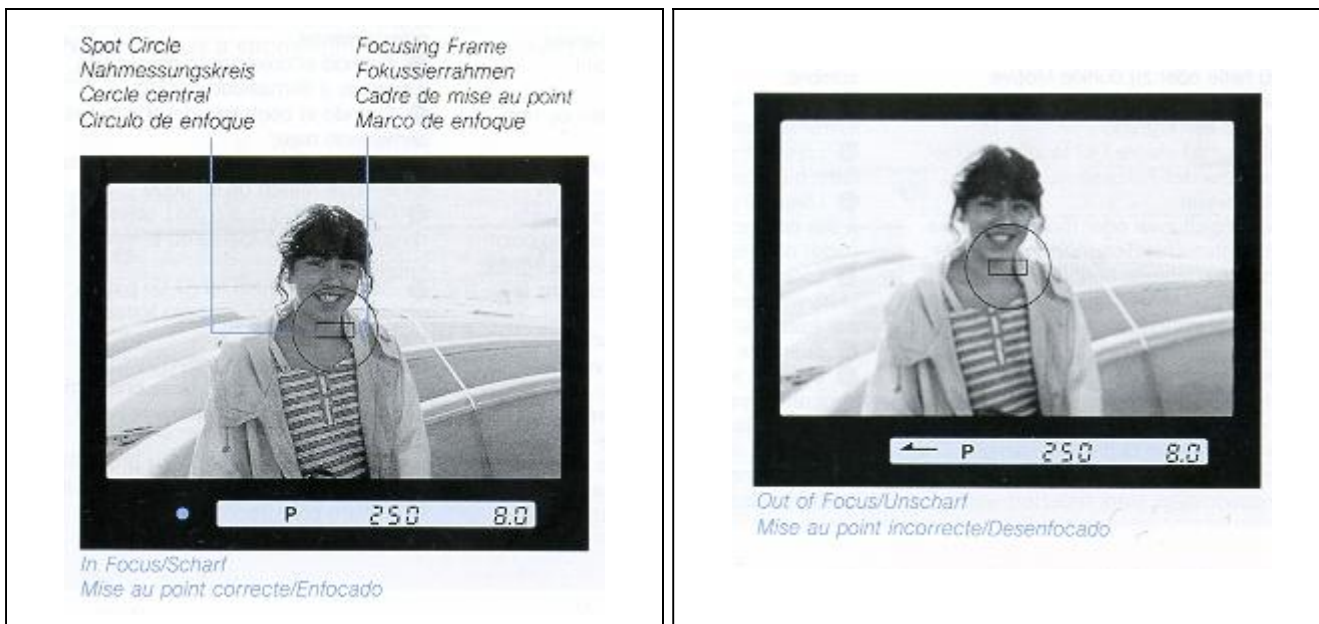 Spot Circle
Nahmessungskreis
Cercle central
Circulo de enfoque
Focusing Frame
Fokussierrahmen
Cadre de mise au point
Marco de enfoque
P 250 8.0
In Focus/Scharf
Mise au point correcte/Enfocado
P 250 8.0
Out of Focus/Unscharf
Mise au point incorrecte/Desenfocado